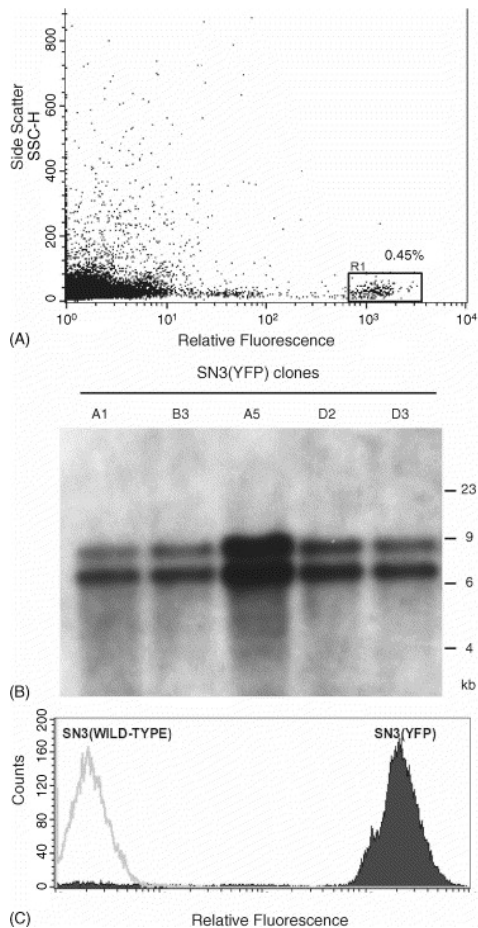 800
600
400
200
0
Side Scatter
SSC-H
0.45%
R1
10⁰ 10¹ 10² 10³ 10⁴
(A) Relative Fluorescence
SN3(YFP) clones
A1 B3 A5 D2 D3
23
9
6
4
(B) kb
200
160
120
80
40
0
Counts
SN3(WILD-TYPE) SN3(YFP)
(C) Relative Fluorescence